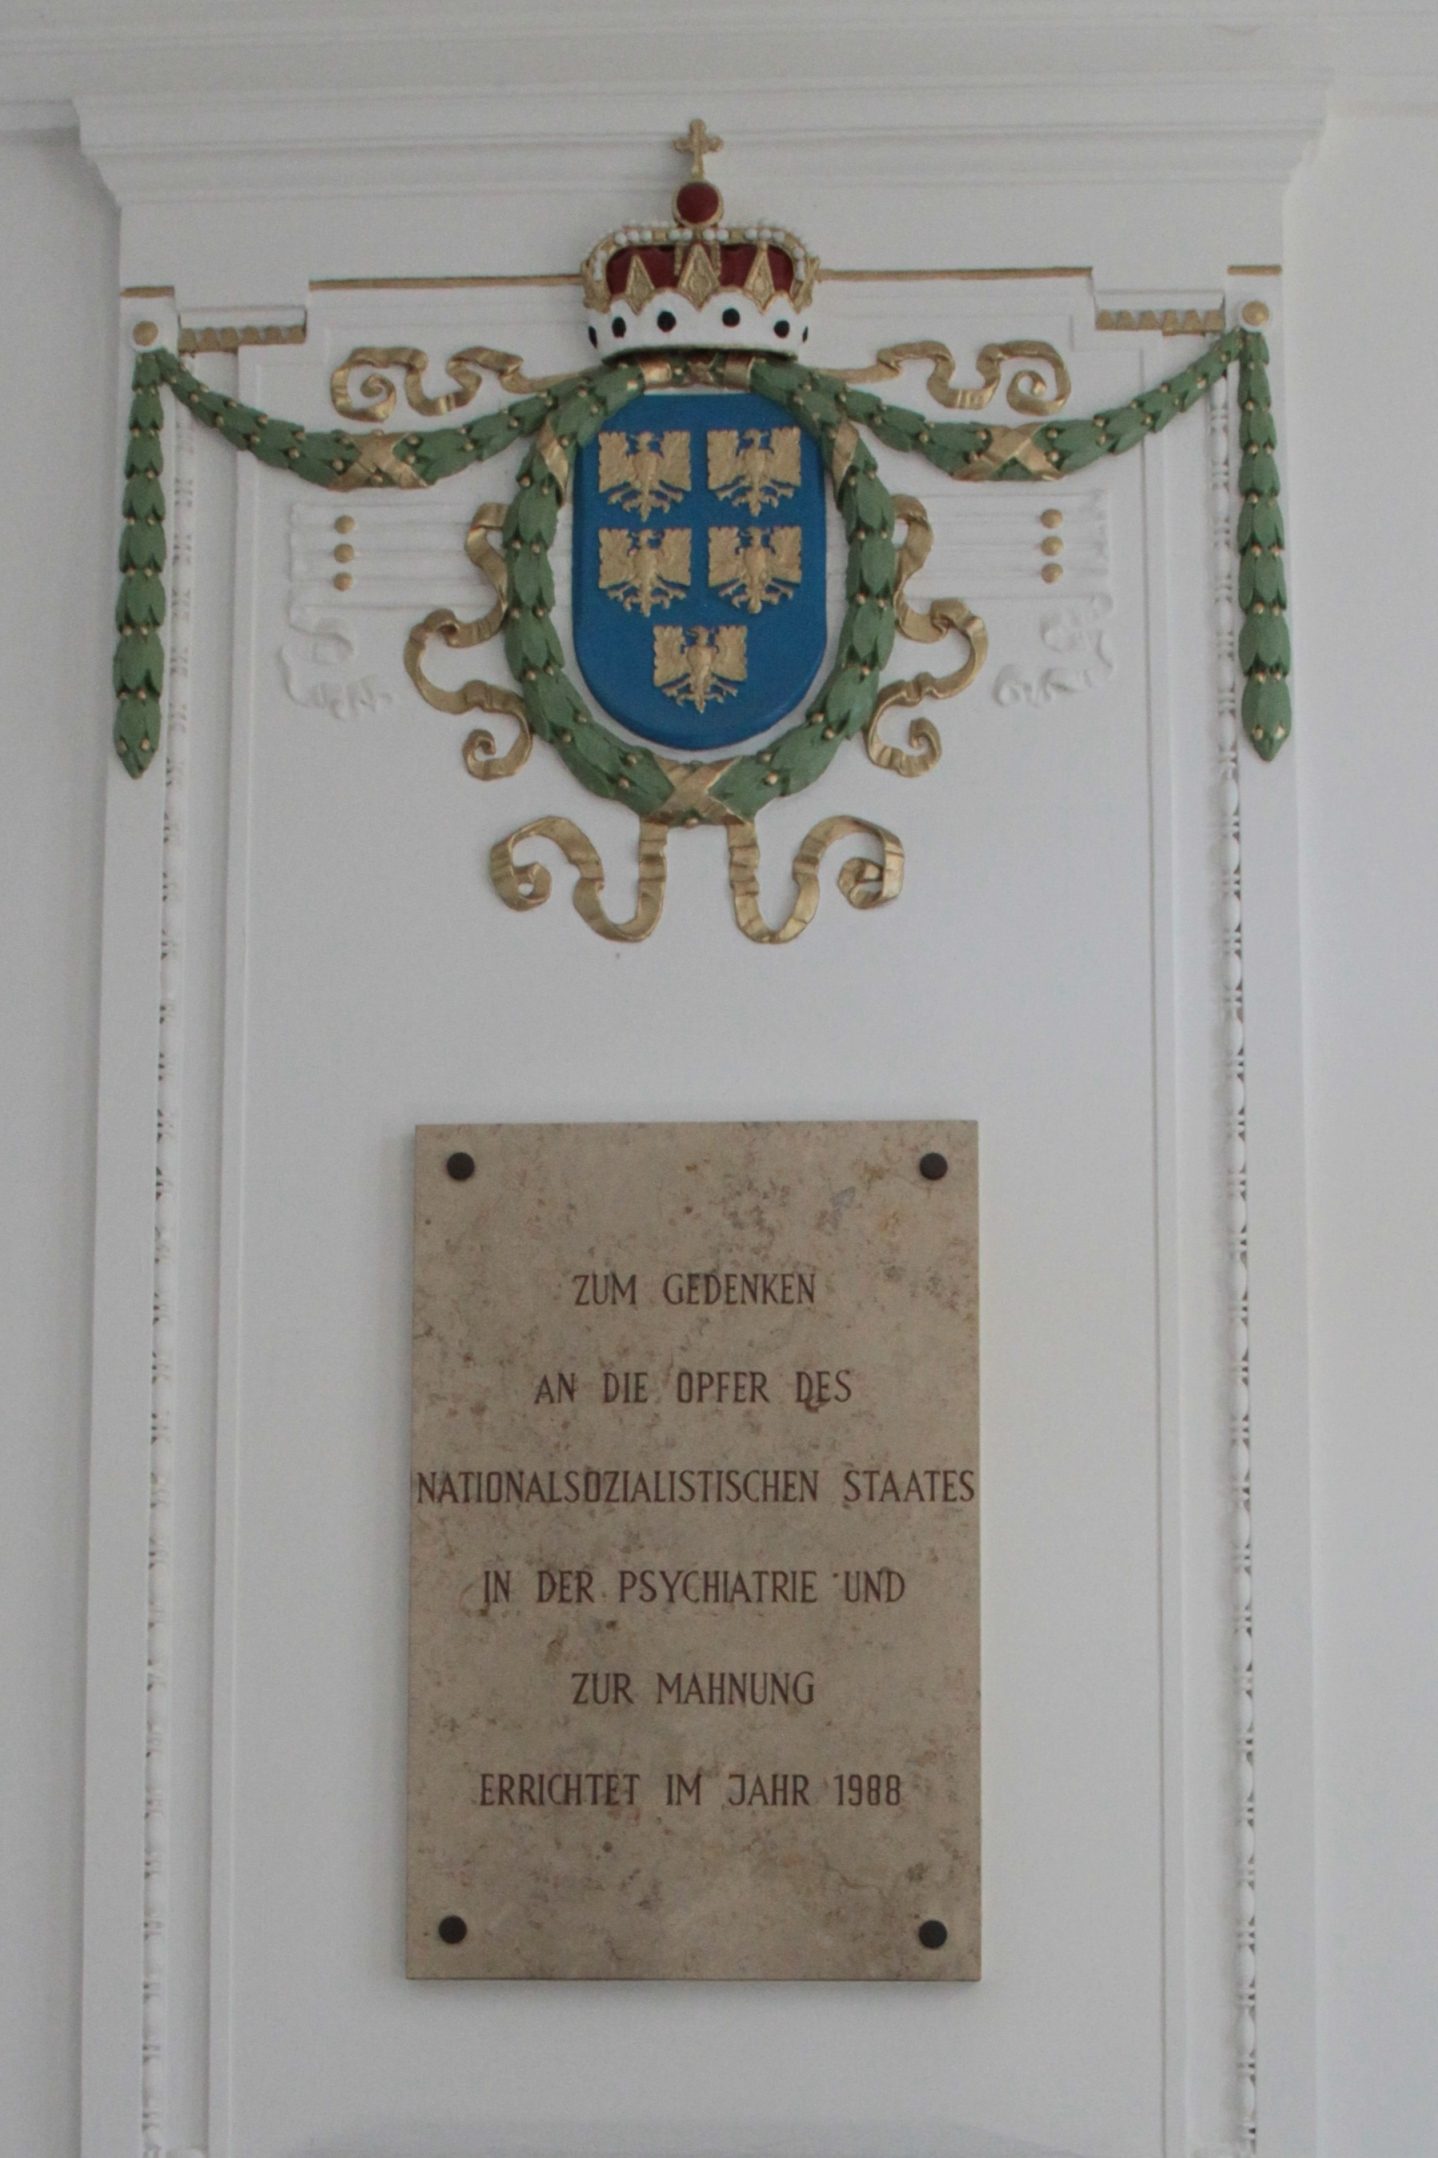 ZUM GEDENKEN
AN DIE OPFER DES
NATIONALSOZIALISTISCHEN STAATES
IN DER PSYCHIATRIE UND
ZUR MAHNUNG
ERRICHTET IM JAHR 1988